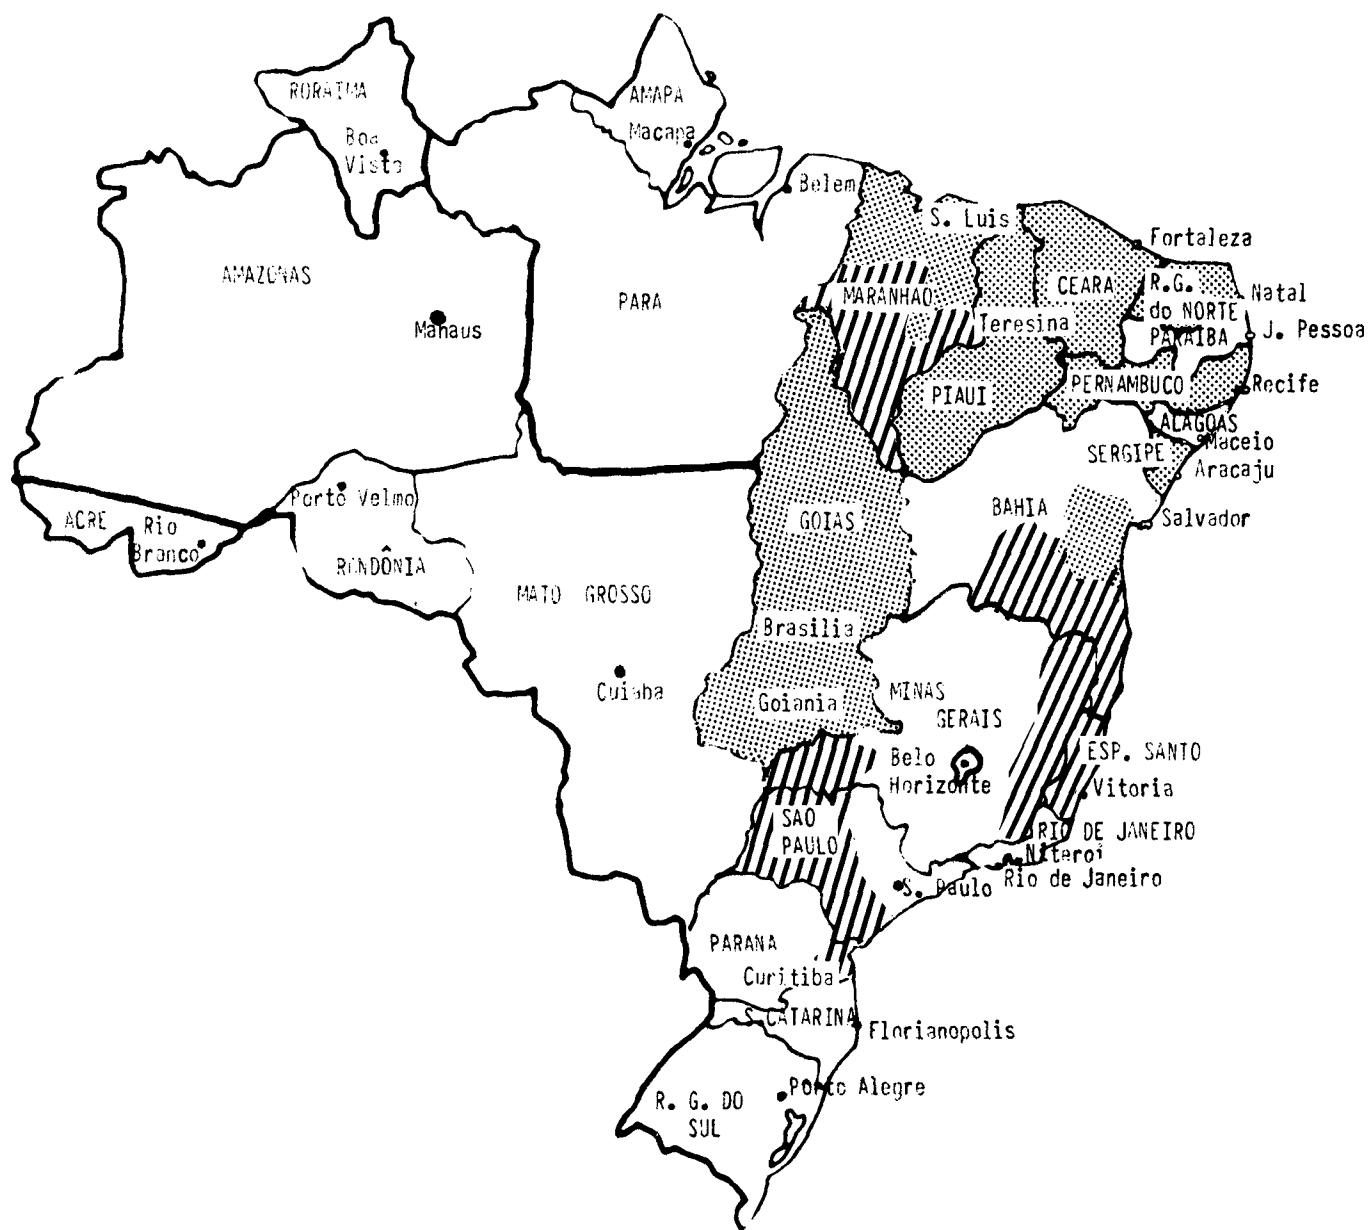 RORAIMA
Boa
Vista
AMAPA
Macapa
Belem
S. Luis
Fortaleza
AMAZONAS
Manaus
PARA
MARANHAO
CEARA
R.G.
do NORTE
Natal
Teresina
PARAIBA
J. Pessoa
PIAUI
PERNAMBUCO
Recife
ALAGOAS
Maceio
SERGIPE
Aracaju
Porto Velmo
ACRE
Rio
Branco
RONDÔNIA
GOIAS
BAHIA
Salvador
MATO GROSSO
Brasilia
Cuiaba
Goiania
MINAS
GERAIS
Belo
Horizonte
ESP. SANTO
Vitoria
SAO
PAULO
RIO DE JANEIRO
Niteroi
Rio de Janeiro
S. Paulo
PARANA
Curitiba
S.CATARINA
Florianopolis
R. G. DO
SUL
Porto Alegre